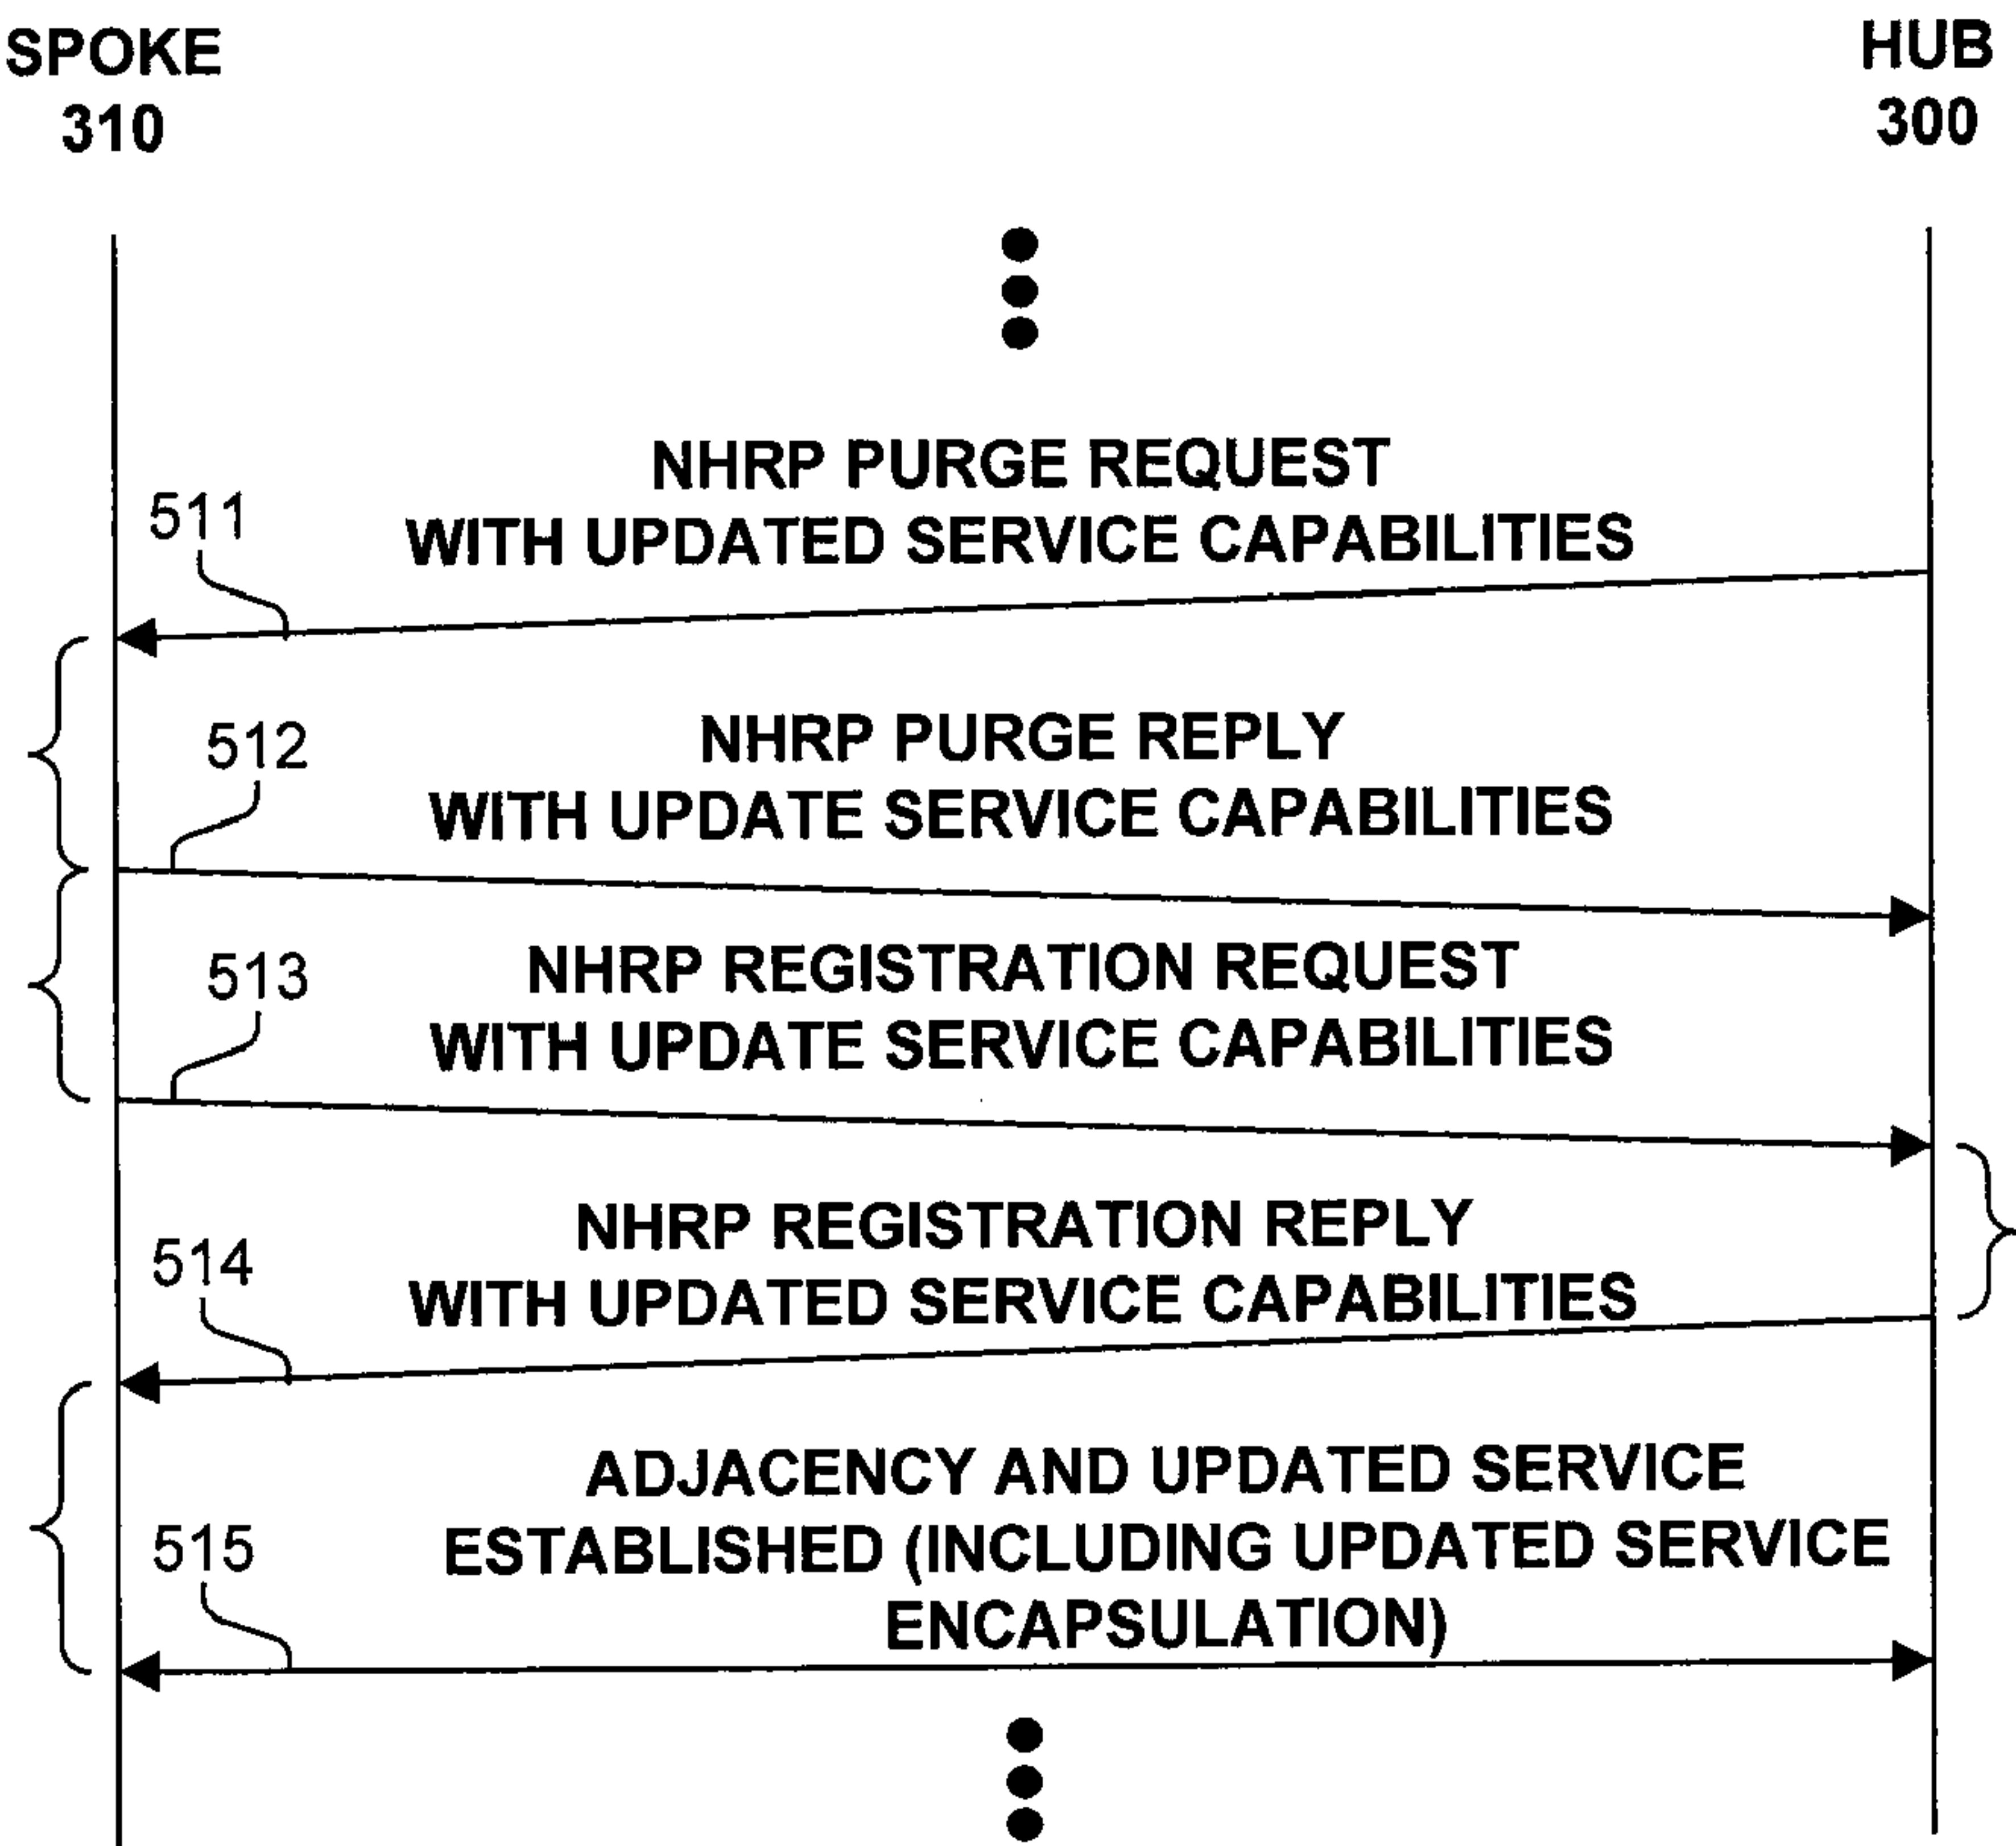 SPOKE
310
HUB
300
NHRP PURGE REQUEST
WITH UPDATED SERVICE CAPABILITIES
511
NHRP PURGE REPLY
WITH UPDATE SERVICE CAPABILITIES
512
NHRP REGISTRATION REQUEST
WITH UPDATE SERVICE CAPABILITIES
513
NHRP REGISTRATION REPLY
WITH UPDATED SERVICE CAPABILITIES
514
ADJACENCY AND UPDATED SERVICE
ESTABLISHED (INCLUDING UPDATED SERVICE
ENCAPSULATION)
515